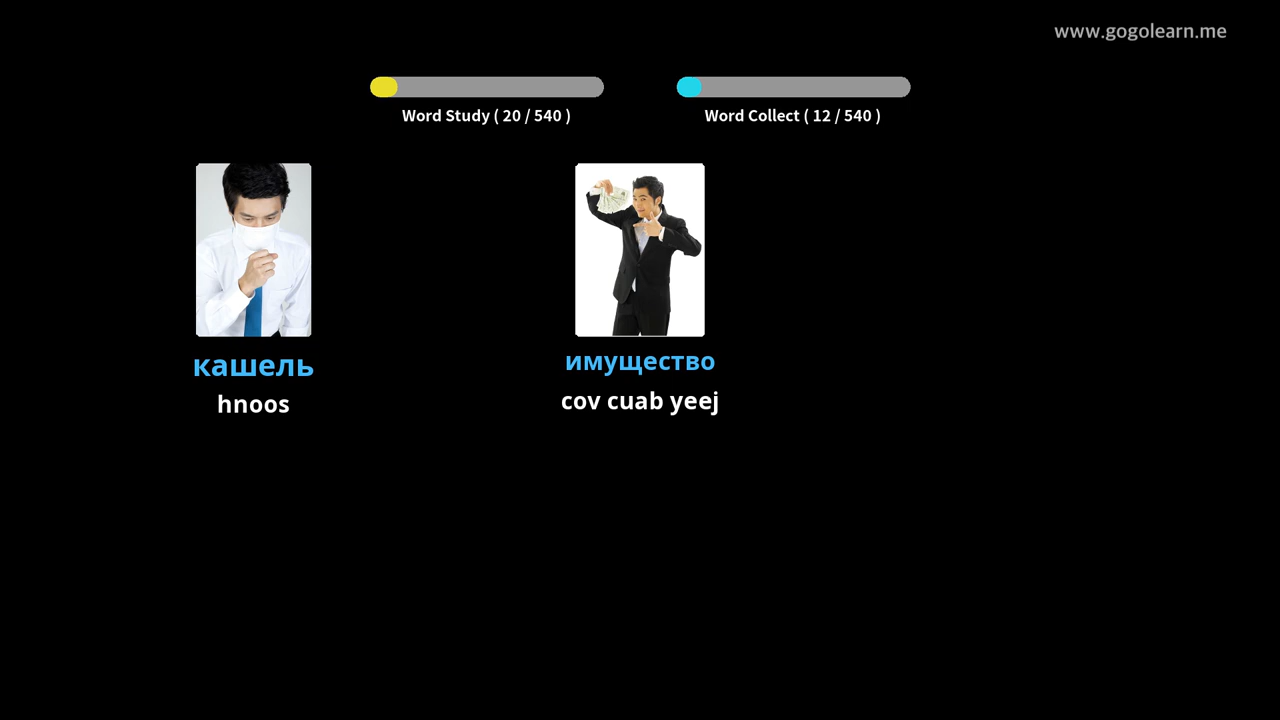 www.gogolearn.me
Word Study ( 20 / 540 )
Word Collect ( 12 / 540 )
кашель
hnoos
имущество
cov cuab yeej